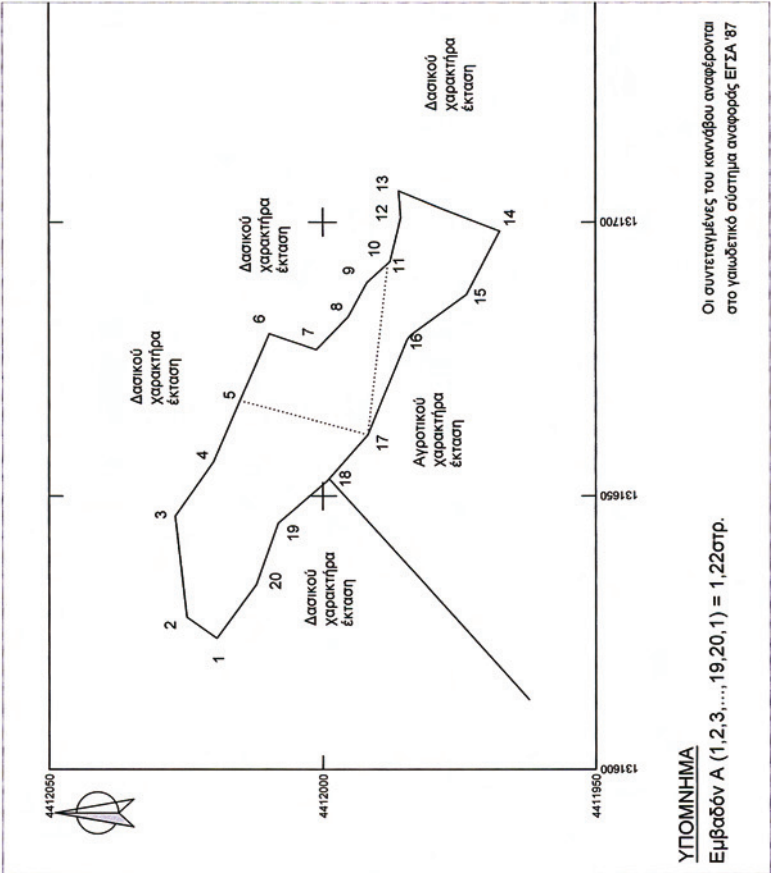 4412050
4412000
4411950
131600
131650
131700
1
2
3
4
5
6
7
8
9
10
11
12
13
14
15
16
17
18
19
20
Δασικού
χαρακτήρα
έκταση
Δασικού
χαρακτήρα
έκταση
Δασικού
χαρακτήρα
έκταση
Δασικού
χαρακτήρα
έκταση
Αγροτικού
χαρακτήρα
έκταση
ΥΠΟΜΝΗΜΑ
Εμβαδόν Α (1,2,3,...,19,20,1) = 1,22στρ.
Οι συντεταγμένες του καννάβου αναφέρονται
στο γαιωδετικό σύστημα αναφοράς ΕΓΣΑ '87